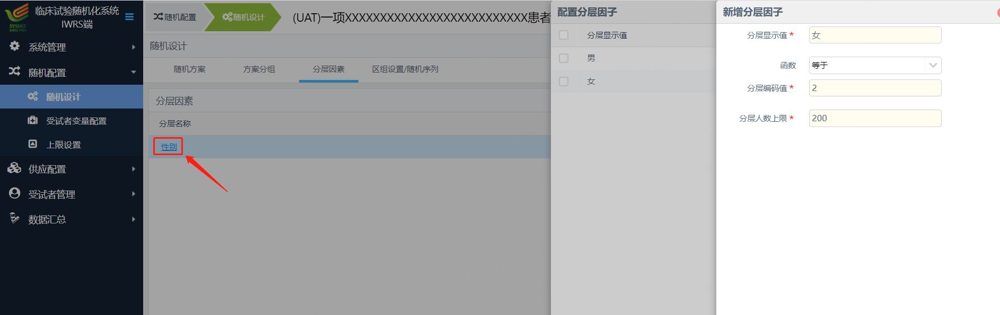 临床试验随机化系统
IWRS端
SYSUCC
系统管理
随机配置
随机设计
受试者变量配置
上限设置
供应配置
受试者管理
数据汇总
随机配置
随机设计
(UAT)一项XXXXXXXXXXXXXXXXXXXXXXXXXX患者
随机设计
随机方案
方案分组
分层因素
区组设置/随机序列
分层因素
分层名称
性别
配置分层因子
分层显示值
男
女
新增分层因子
分层显示值* 女
函数 等于
分层编码值* 2
分层人数上限* 200